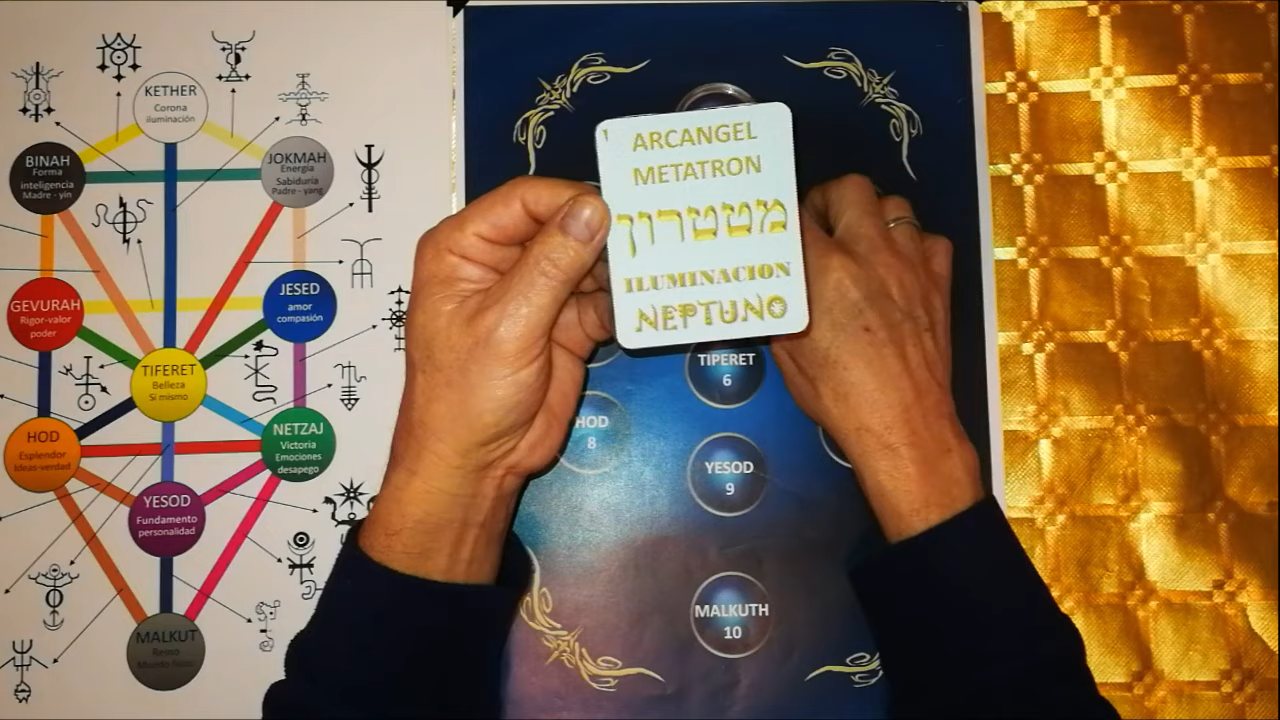 KETHER
Corona
iluminación
BINAH
Forma
inteligencia
Madre - yin
JOKMAH
Energía
Sabiduría
Padre - yang
GEVURAH
Rigor-valor
poder
JESED
amor
compasión
TIFERET
Belleza
Sí mismo
HOD
Esplendor
Ideas-verdad
NETZAJ
Victoria
Emociones
desapego
YESOD
Fundamento
personalidad
MALKUT
Reino
Mundo físico
ARCANGEL
METATRON
מטטרון
ILUMINACION
NEPTUNO
TIPERET
6
HOD
8
YESOD
9
MALKUTH
10